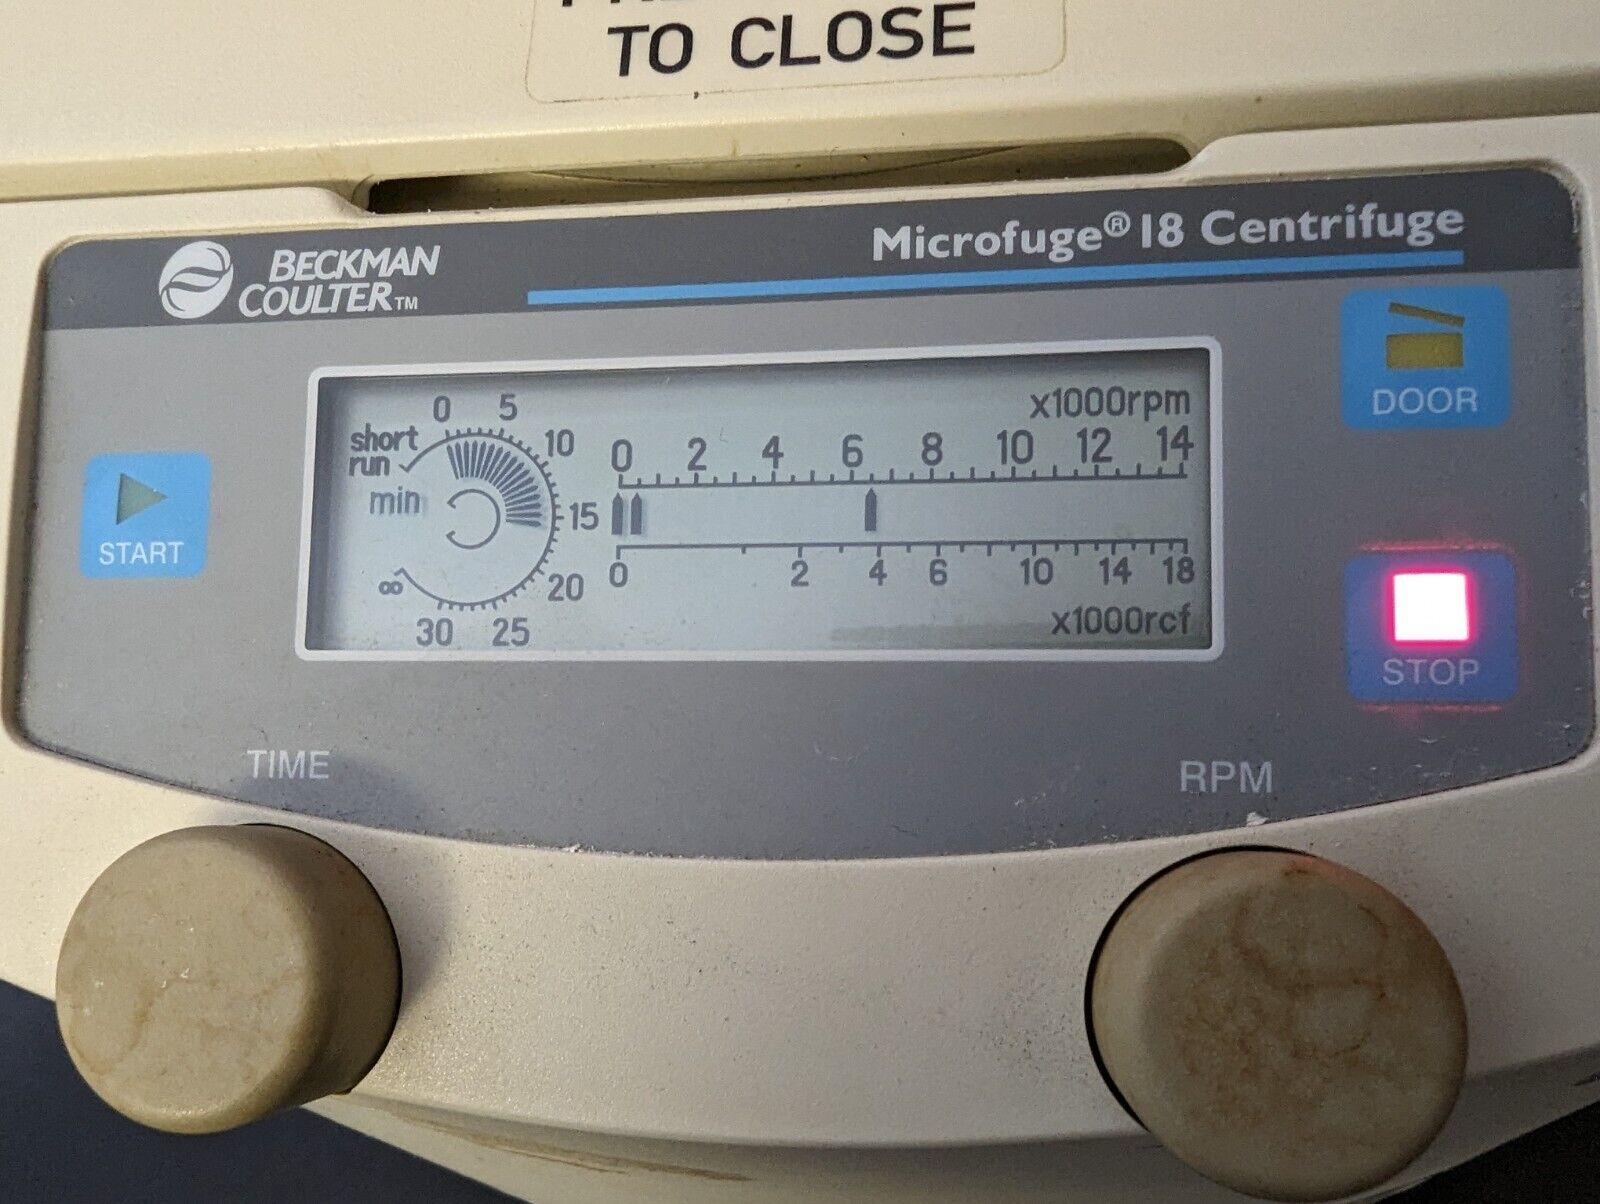 TO CLOSE
BECKMAN
COULTER™
Microfuge® 18 Centrifuge
DOOR
START
STOP
short
run
min
0 5 10 15 20 25 30 ∞
x1000rpm
0 2 4 6 8 10 12 14
0 2 4 6 10 14 18
x1000rcf
TIME
RPM